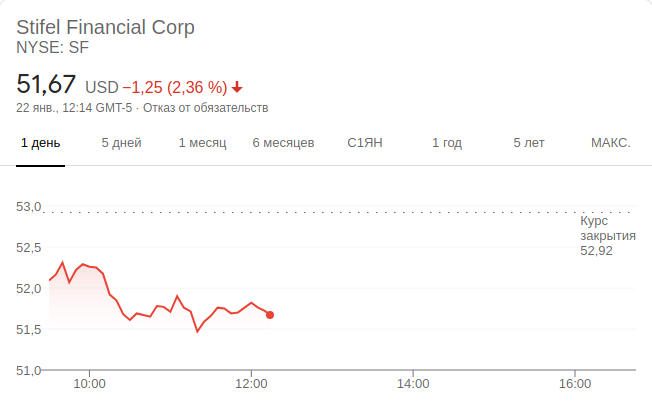 Stifel Financial Corp
NYSE: SF
51,67 USD −1,25 (2,36 %)
22 янв., 12:14 GMT-5 · Отказ от обязательств
1 день 5 дней 1 месяц 6 месяцев С1ЯН 1 год 5 лет МАКС.
53,0
Курс
закрытия
52,92
52,5
52,0
51,5
51,0
10:00 12:00 14:00 16:00